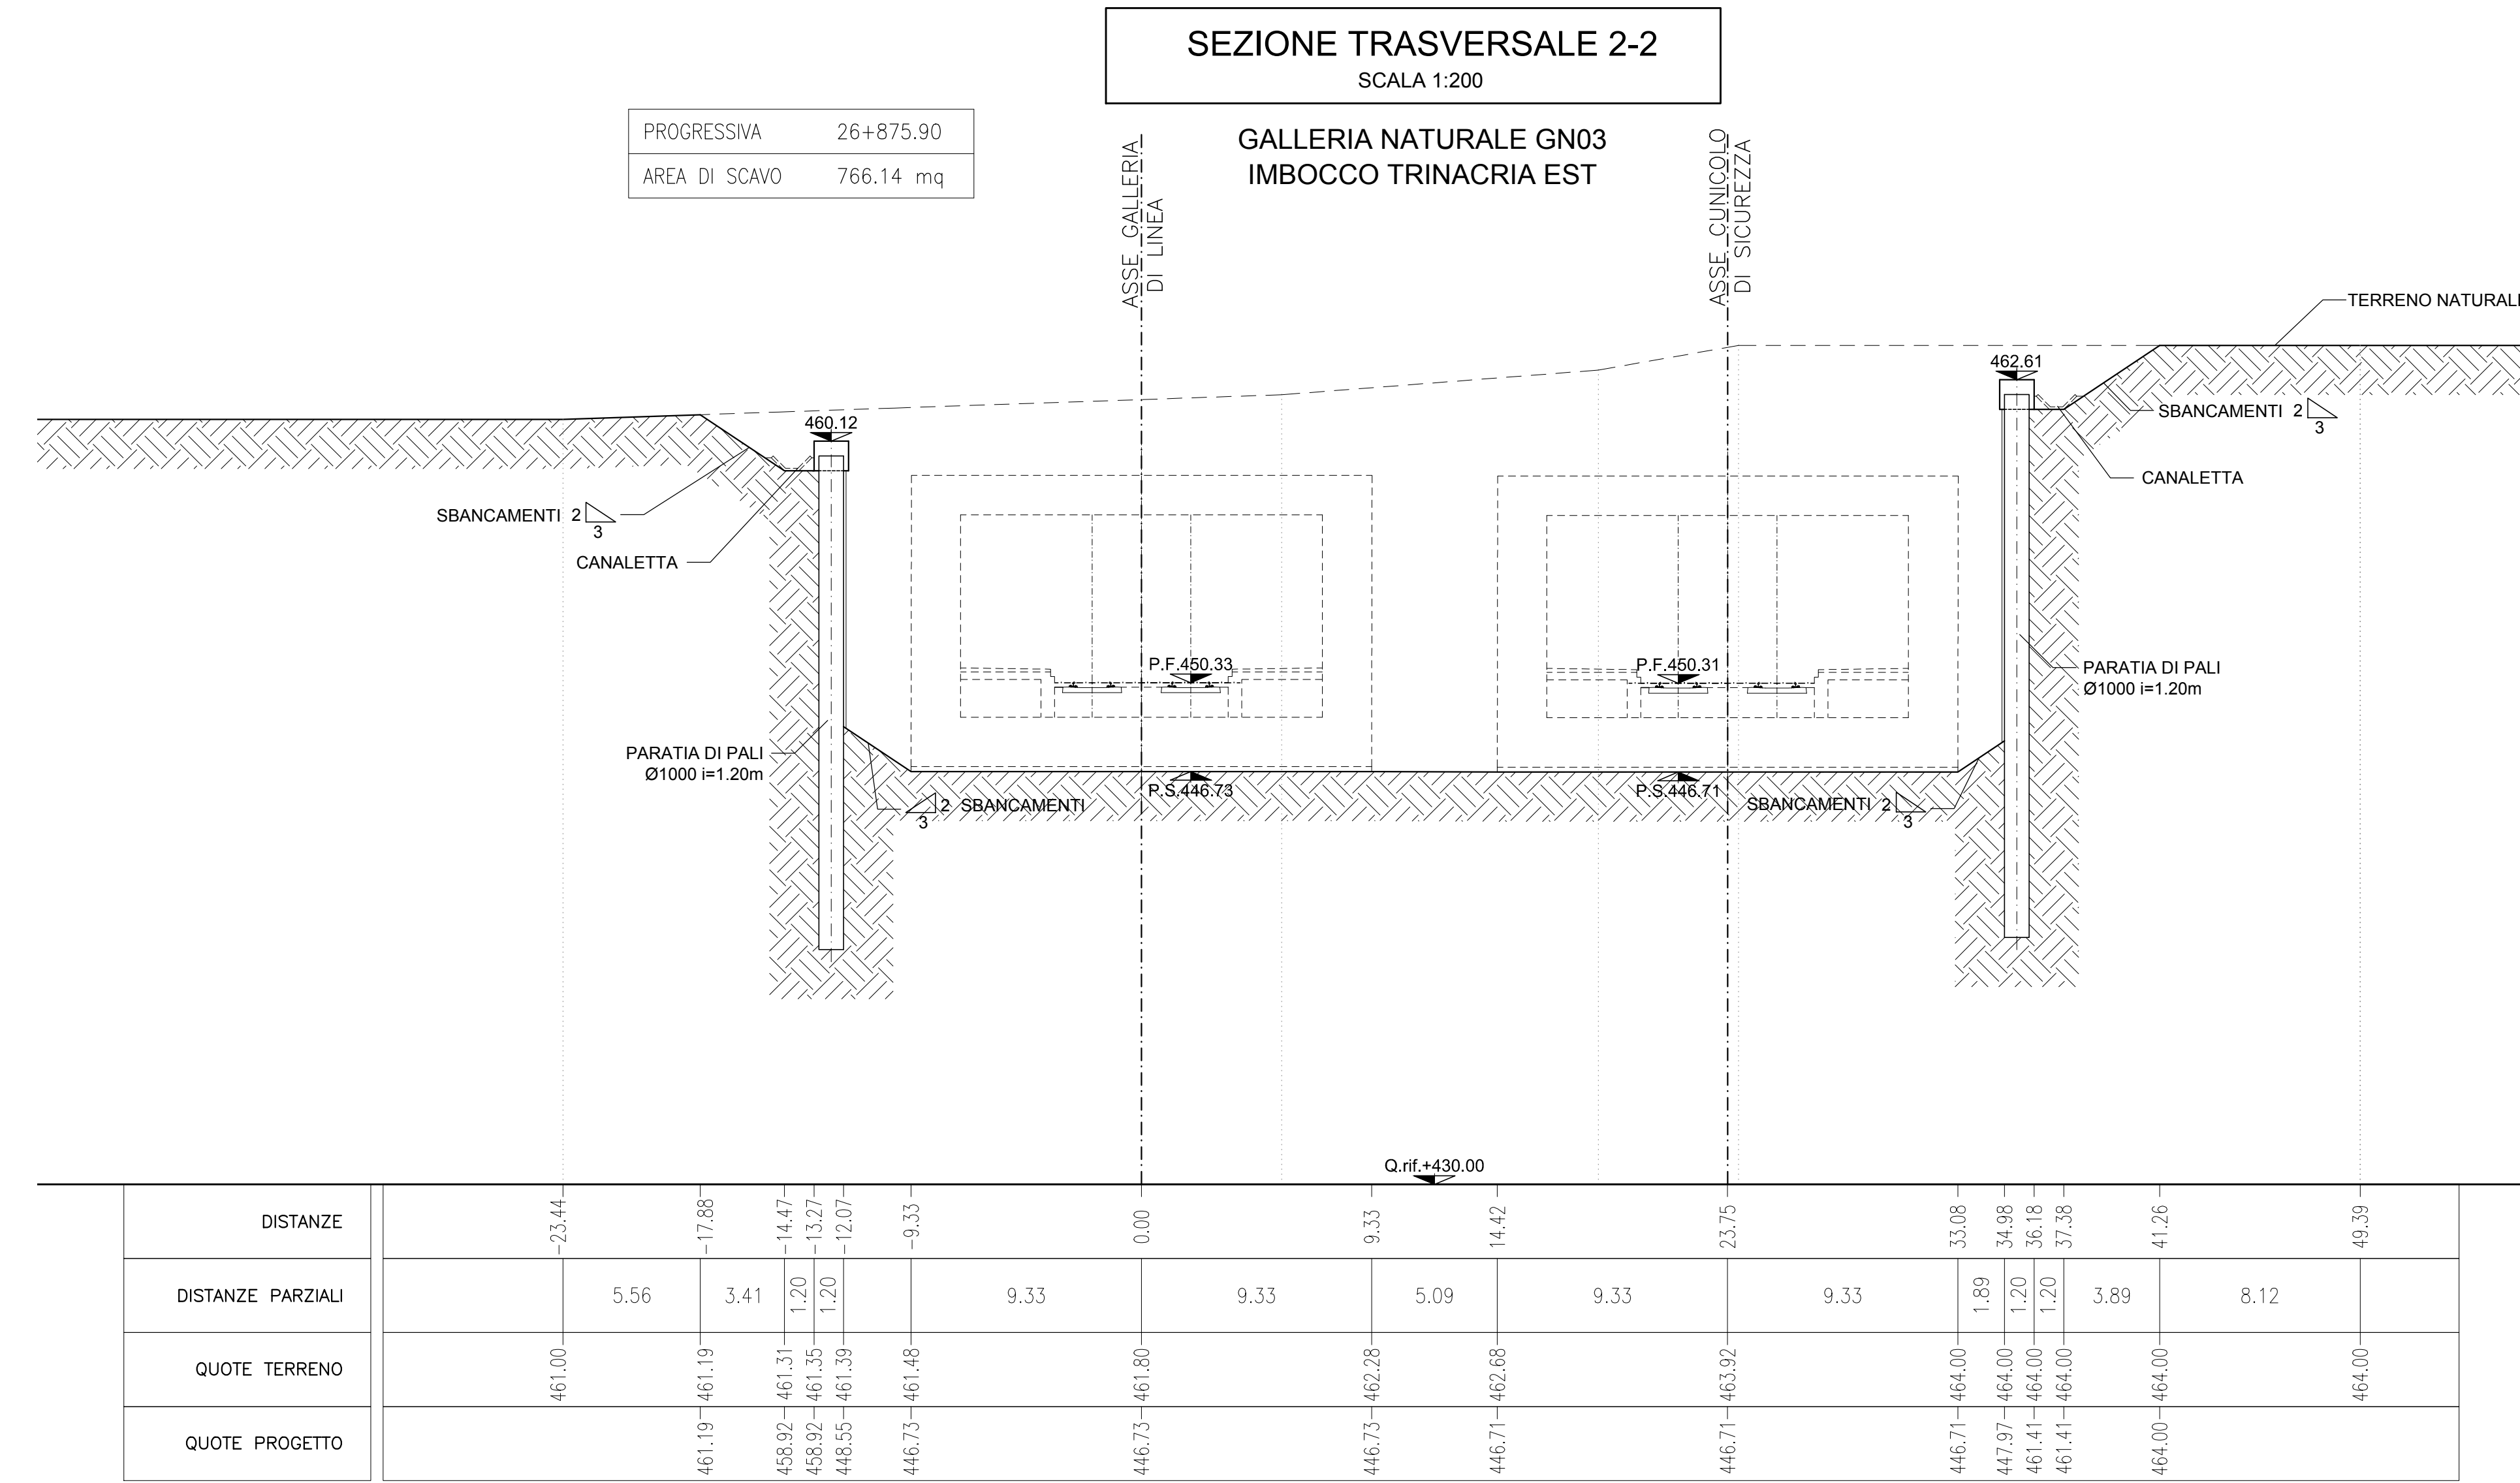 SEZIONE TRASVERSALE 2-2
SCALA 1:200
PROGRESSIVA 26+875.90
AREA DI SCAVO 766.14 mq
GALLERIA NATURALE GN03
IMBOCCO TRINACRIA EST
ASSE GALLERIA
DI LINEA
ASSE CUNICOLO
DI SICUREZZA
TERRENO NATURALE
462.61
460.12
SBANCAMENTI 2
3
CANALETTA
SBANCAMENTI 2
3
CANALETTA
P.F.450.33
P.F.450.31
PARATIA DI PALI
Ø1000 i=1.20m
PARATIA DI PALI
Ø1000 i=1.20m
P.S.446.73
P.S.446.71
2 SBANCAMENTI
3
SBANCAMENTI 2
3
Q.rif.+430.00
DISTANZE -23.44 -17.88 -14.47 -13.27 -12.07 -9.33 0.00 9.33 14.42 23.75 33.08 34.98 36.18 37.38 41.26 49.39
DISTANZE PARZIALI 5.56 3.41 1.20 1.20 9.33 9.33 5.09 9.33 9.33 1.89 1.20 1.20 3.89 8.12
QUOTE TERRENO 461.00 461.19 461.31 461.35 461.39 461.48 461.80 462.28 462.68 463.92 464.00 464.00 464.00 464.00 464.00 464.00
QUOTE PROGETTO 461.19 458.92 458.92 448.55 446.73 446.73 446.73 446.71 446.71 446.71 447.97 461.41 461.41 464.00